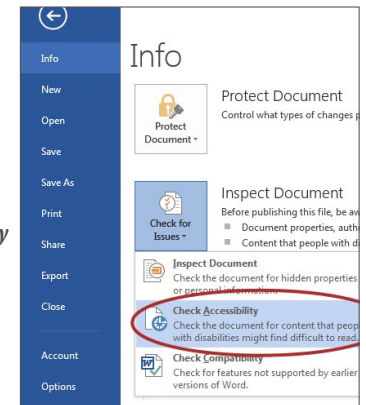 Info
New
Open
Save
Save As
Print
Share
Export
Close
Account
Options
y
Info
Protect
Document
Protect Document
Control what types of changes p
Check for
Issues
Inspect Document
Before publishing this file, be aw
Document properties, auth
Content that people with di
Inspect Document
Check the document for hidden properties
or personal information.
Check Accessibility
Check the document for content that peop
with disabilities might find difficult to read.
Check Compatibility
Check for features not supported by earlier
versions of Word.